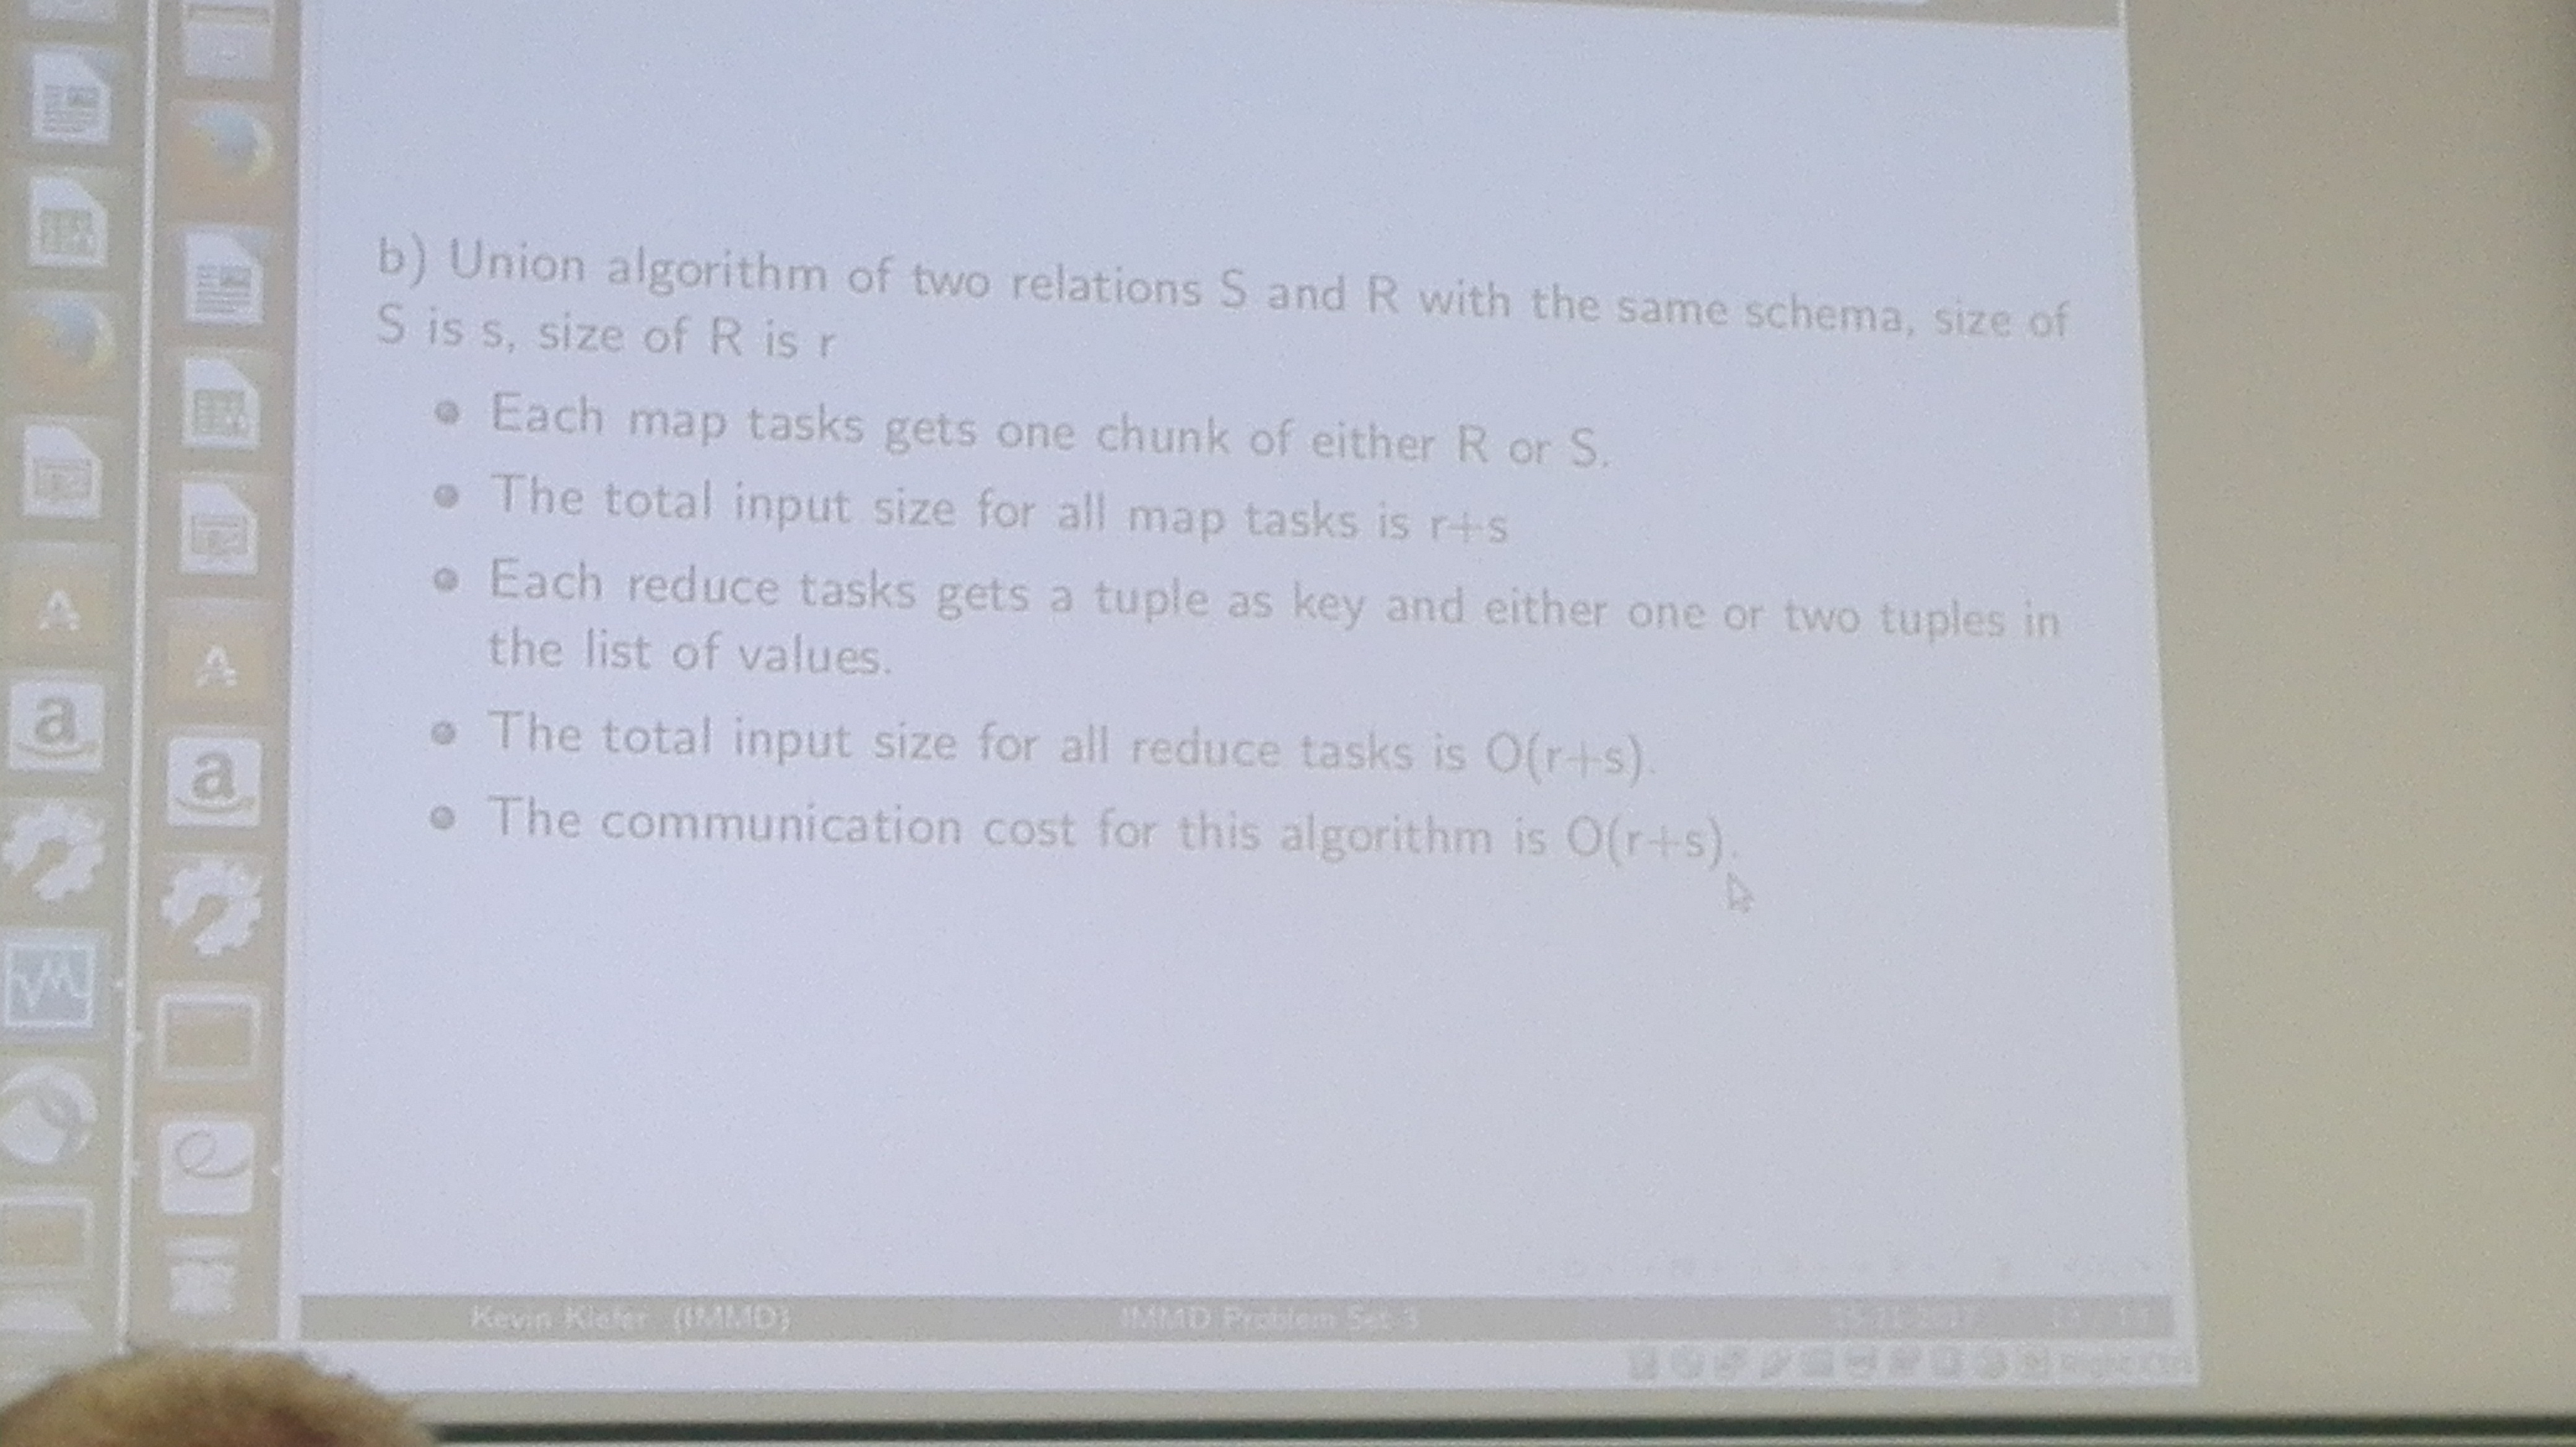 b) Union algorithm of two relations S and R with the same schema, size of
S is s, size of R is r
Each map tasks gets one chunk of either R or S.
The total input size for all map tasks is r+s
Each reduce tasks gets a tuple as key and either one or two tuples in
the list of values.
The total input size for all reduce tasks is O(r+s).
The communication cost for this algorithm is O(r+s).
A
A
a
a
Kevin Kiefer (IMMD)
IMMD Problem Set 3